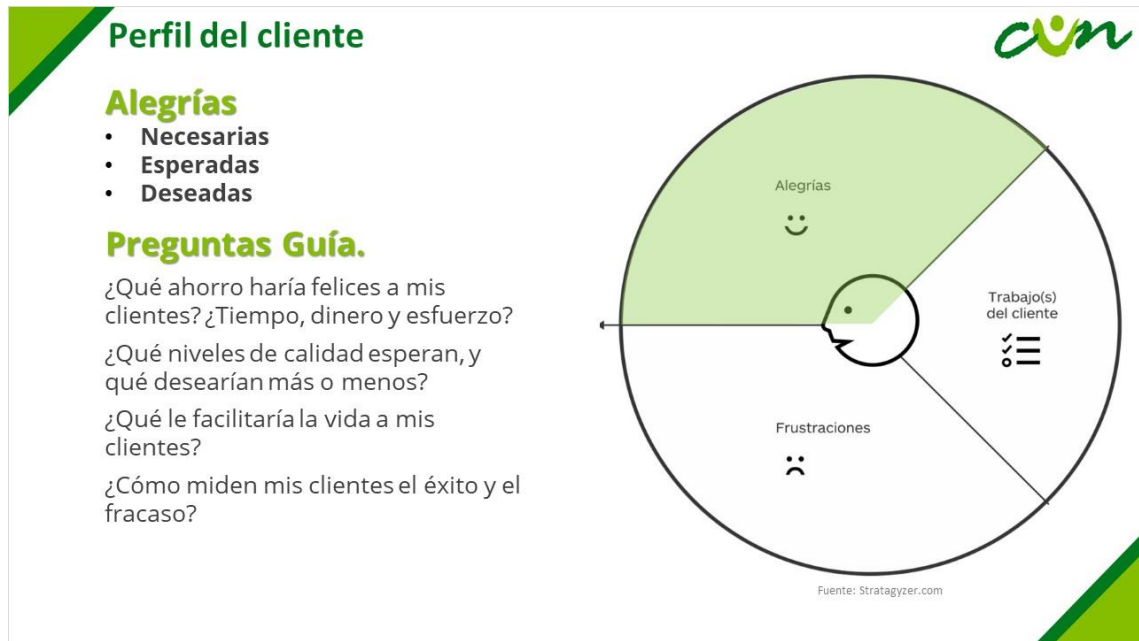 Perfil del cliente
cun
Alegrías
• Necesarias
• Esperadas
• Deseadas
Preguntas Guía.
¿Qué ahorro haría felices a mis
clientes? ¿Tiempo, dinero y esfuerzo?
¿Qué niveles de calidad esperan, y
qué desearían más o menos?
¿Qué le facilitaría la vida a mis
clientes?
¿Cómo miden mis clientes el éxito y el
fracaso?
Alegrías
Trabajo(s)
del cliente
Frustraciones
Fuente: Stratagyzer.com